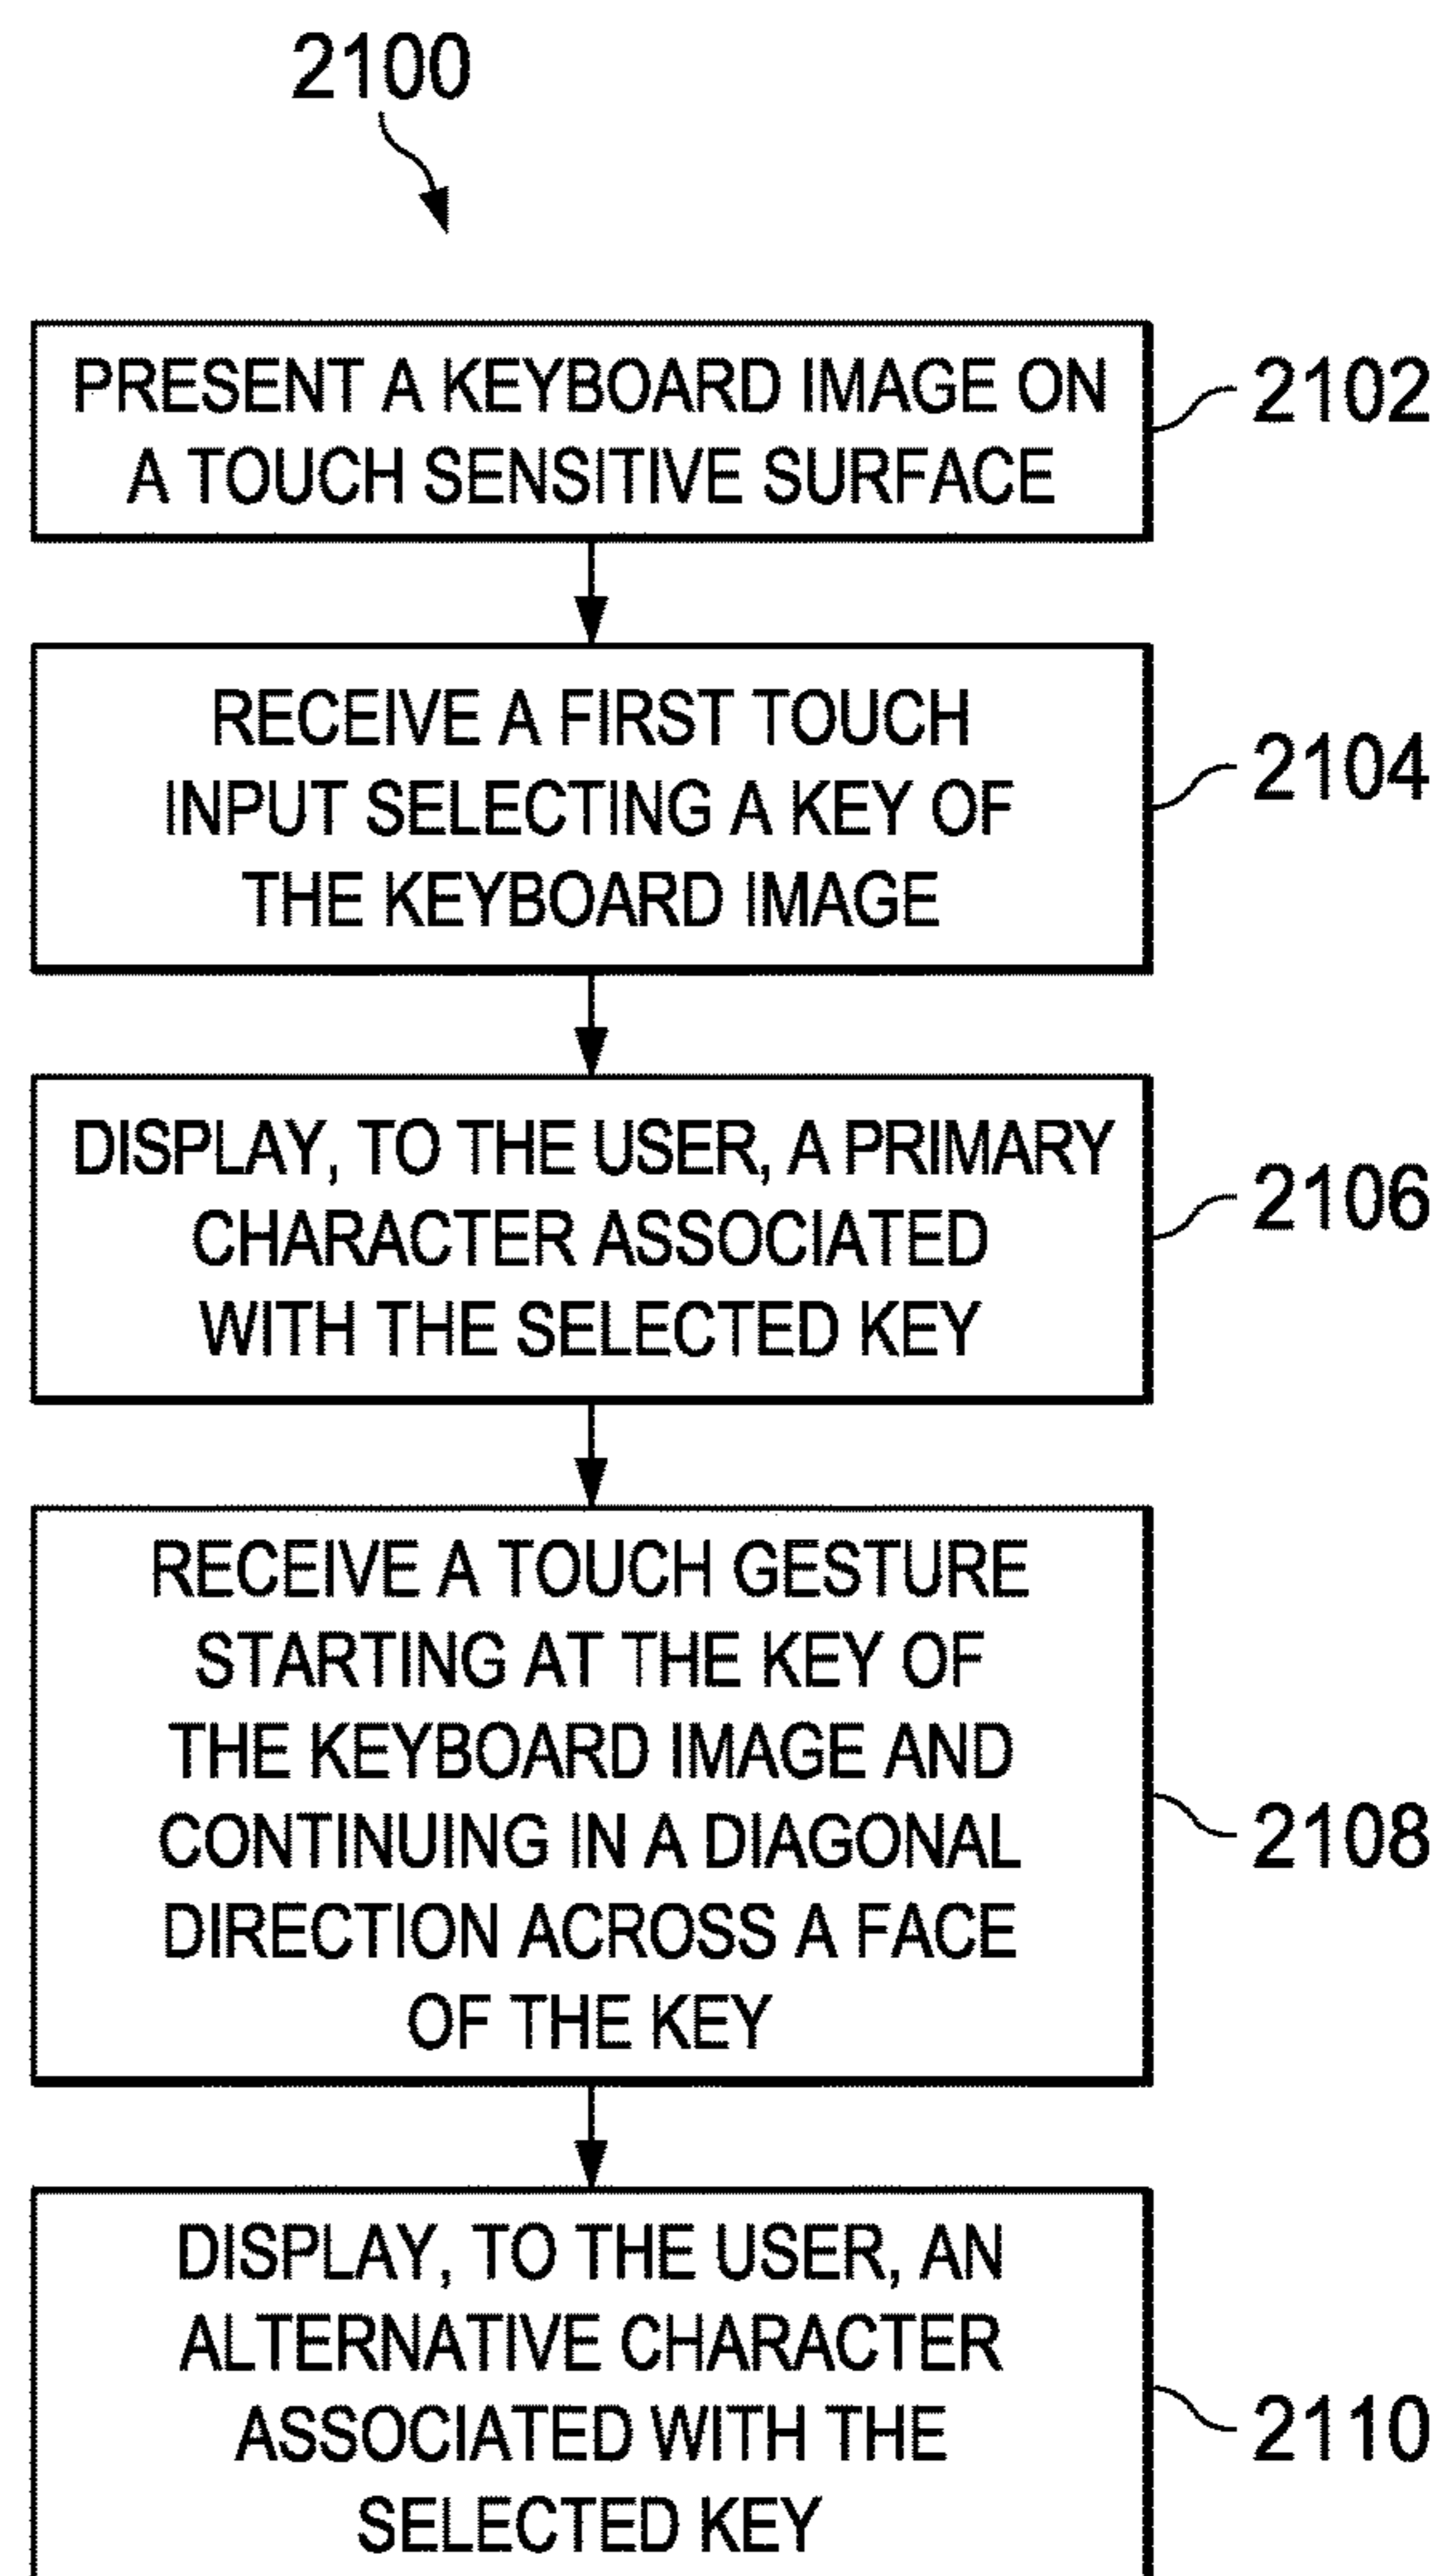 2100
PRESENT A KEYBOARD IMAGE ON
A TOUCH SENSITIVE SURFACE
2102
RECEIVE A FIRST TOUCH
INPUT SELECTING A KEY OF
THE KEYBOARD IMAGE
2104
DISPLAY, TO THE USER, A PRIMARY
CHARACTER ASSOCIATED
WITH THE SELECTED KEY
2106
RECEIVE A TOUCH GESTURE
STARTING AT THE KEY OF
THE KEYBOARD IMAGE AND
CONTINUING IN A DIAGONAL
DIRECTION ACROSS A FACE
OF THE KEY
2108
DISPLAY, TO THE USER, AN
ALTERNATIVE CHARACTER
ASSOCIATED WITH THE
SELECTED KEY
2110